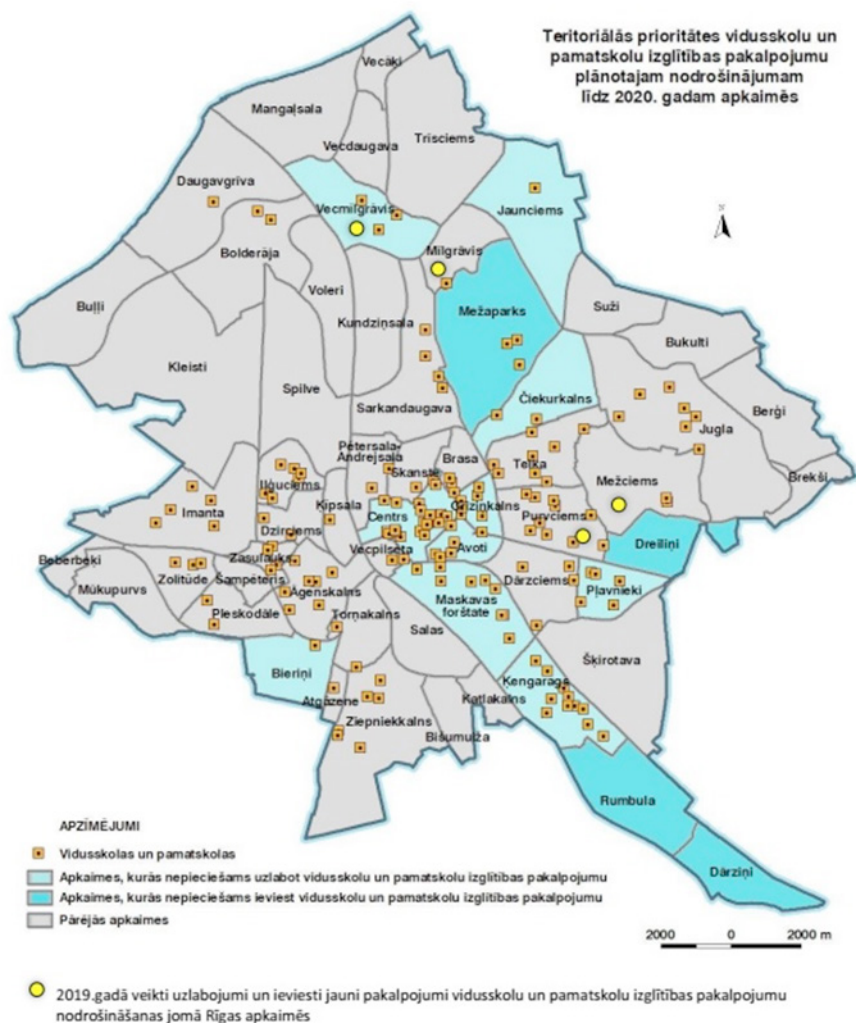 Teritoriālās prioritātes vidusskolu un
pamatskolu izglītības pakalpojumu
plānotajam nodrošinājumam
līdz 2020. gadam apkaimēs
Vecāķi
Mangaļsala
Vecdaugava
Trisciems
Daugavgrīva
Vecmīlgrāvis
Jaunciems
Bolderāja
Mīlgrāvis
Voleri
Buļļi
Kundziņsala
Mežaparks
Suži
Bukulti
Kleisti
Spilve
Čiekurkalns
Sarkandaugava
Berģi
Jugla
Pētersala-
Andrejsala
Brasa
Skanste
Teika
Mežciems
Brekši
Iļģuciems
Ķīpsala
Grīziņkalns
Imanta
Centrs
Purvciems
Dzirciems
Vecpilsēta
Avoti
Dreiliņi
Beberbeķi
Zasulauks
Zolitūde
Šampēteris
Āgenskalns
Dārzciems
Pļavnieki
Mūkupurvs
Maskavas
forštate
Pleskodāle
Torņakalns
Salas
Šķirotava
Bieriņi
Ķengarags
Atgāzene
Katlakalns
Ziepniekkalns
Bišumuiža
Rumbula
Dārziņi
APZĪMĒJUMI
Vidusskolas un pamatskolas
Apkaimes, kurās nepieciešams uzlabot vidusskolu un pamatskolu izglītības pakalpojumu
Apkaimes, kurās nepieciešams ieviest vidusskolu un pamatskolu izglītības pakalpojumu
Pārējās apkaimes
2000 0 2000 m
2019.gadā veikti uzlabojumi un ieviesti jauni pakalpojumi vidusskolu un pamatskolu izglītības pakalpojumu
nodrošināšanas jomā Rīgas apkaimēs